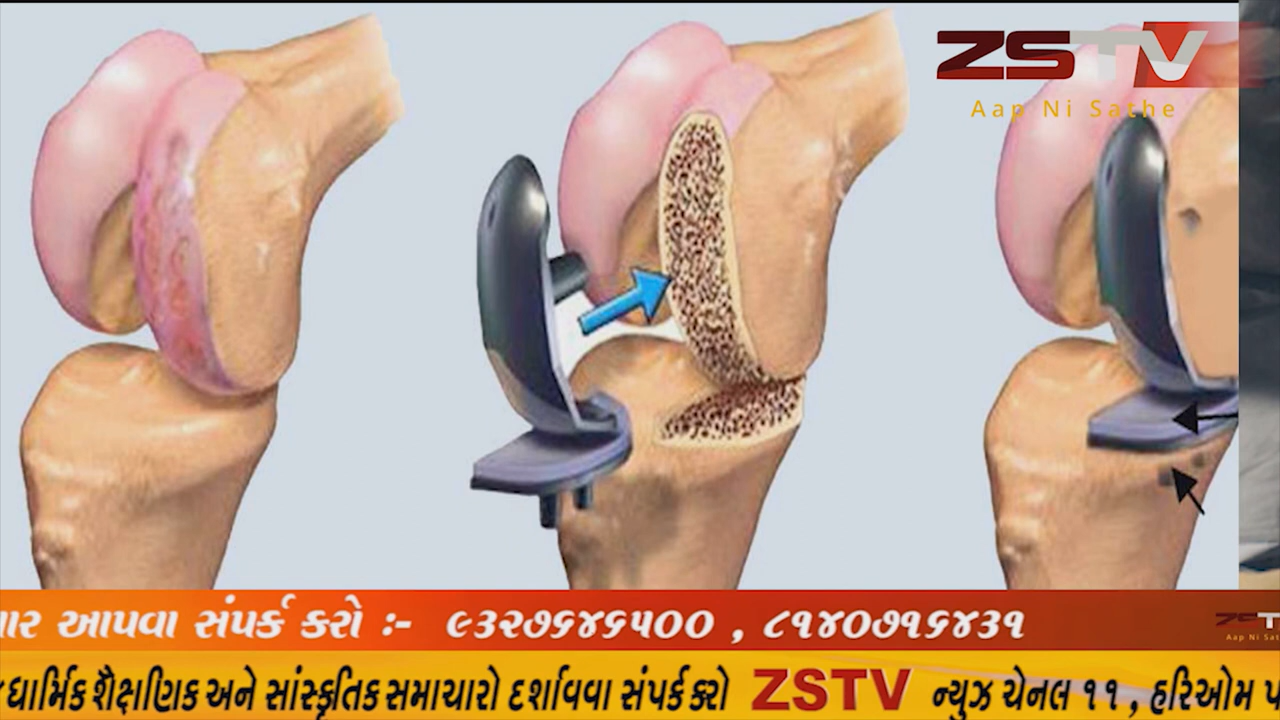 ZSTV
Aap Ni Sathe
આપવા સંપર્ક કરો :- ૯૩૨૭૬૪૬૫૦૦ , ૮૧૪૦૭૧૬૪૩૧
ધાર્મિક શૈક્ષણિક અને સાંસ્કૃતિક સમાચારો દર્શાવવા સંપર્ક કરો ZSTV ન્યુઝ ચેનલ ૧૧ , હરિઓમ